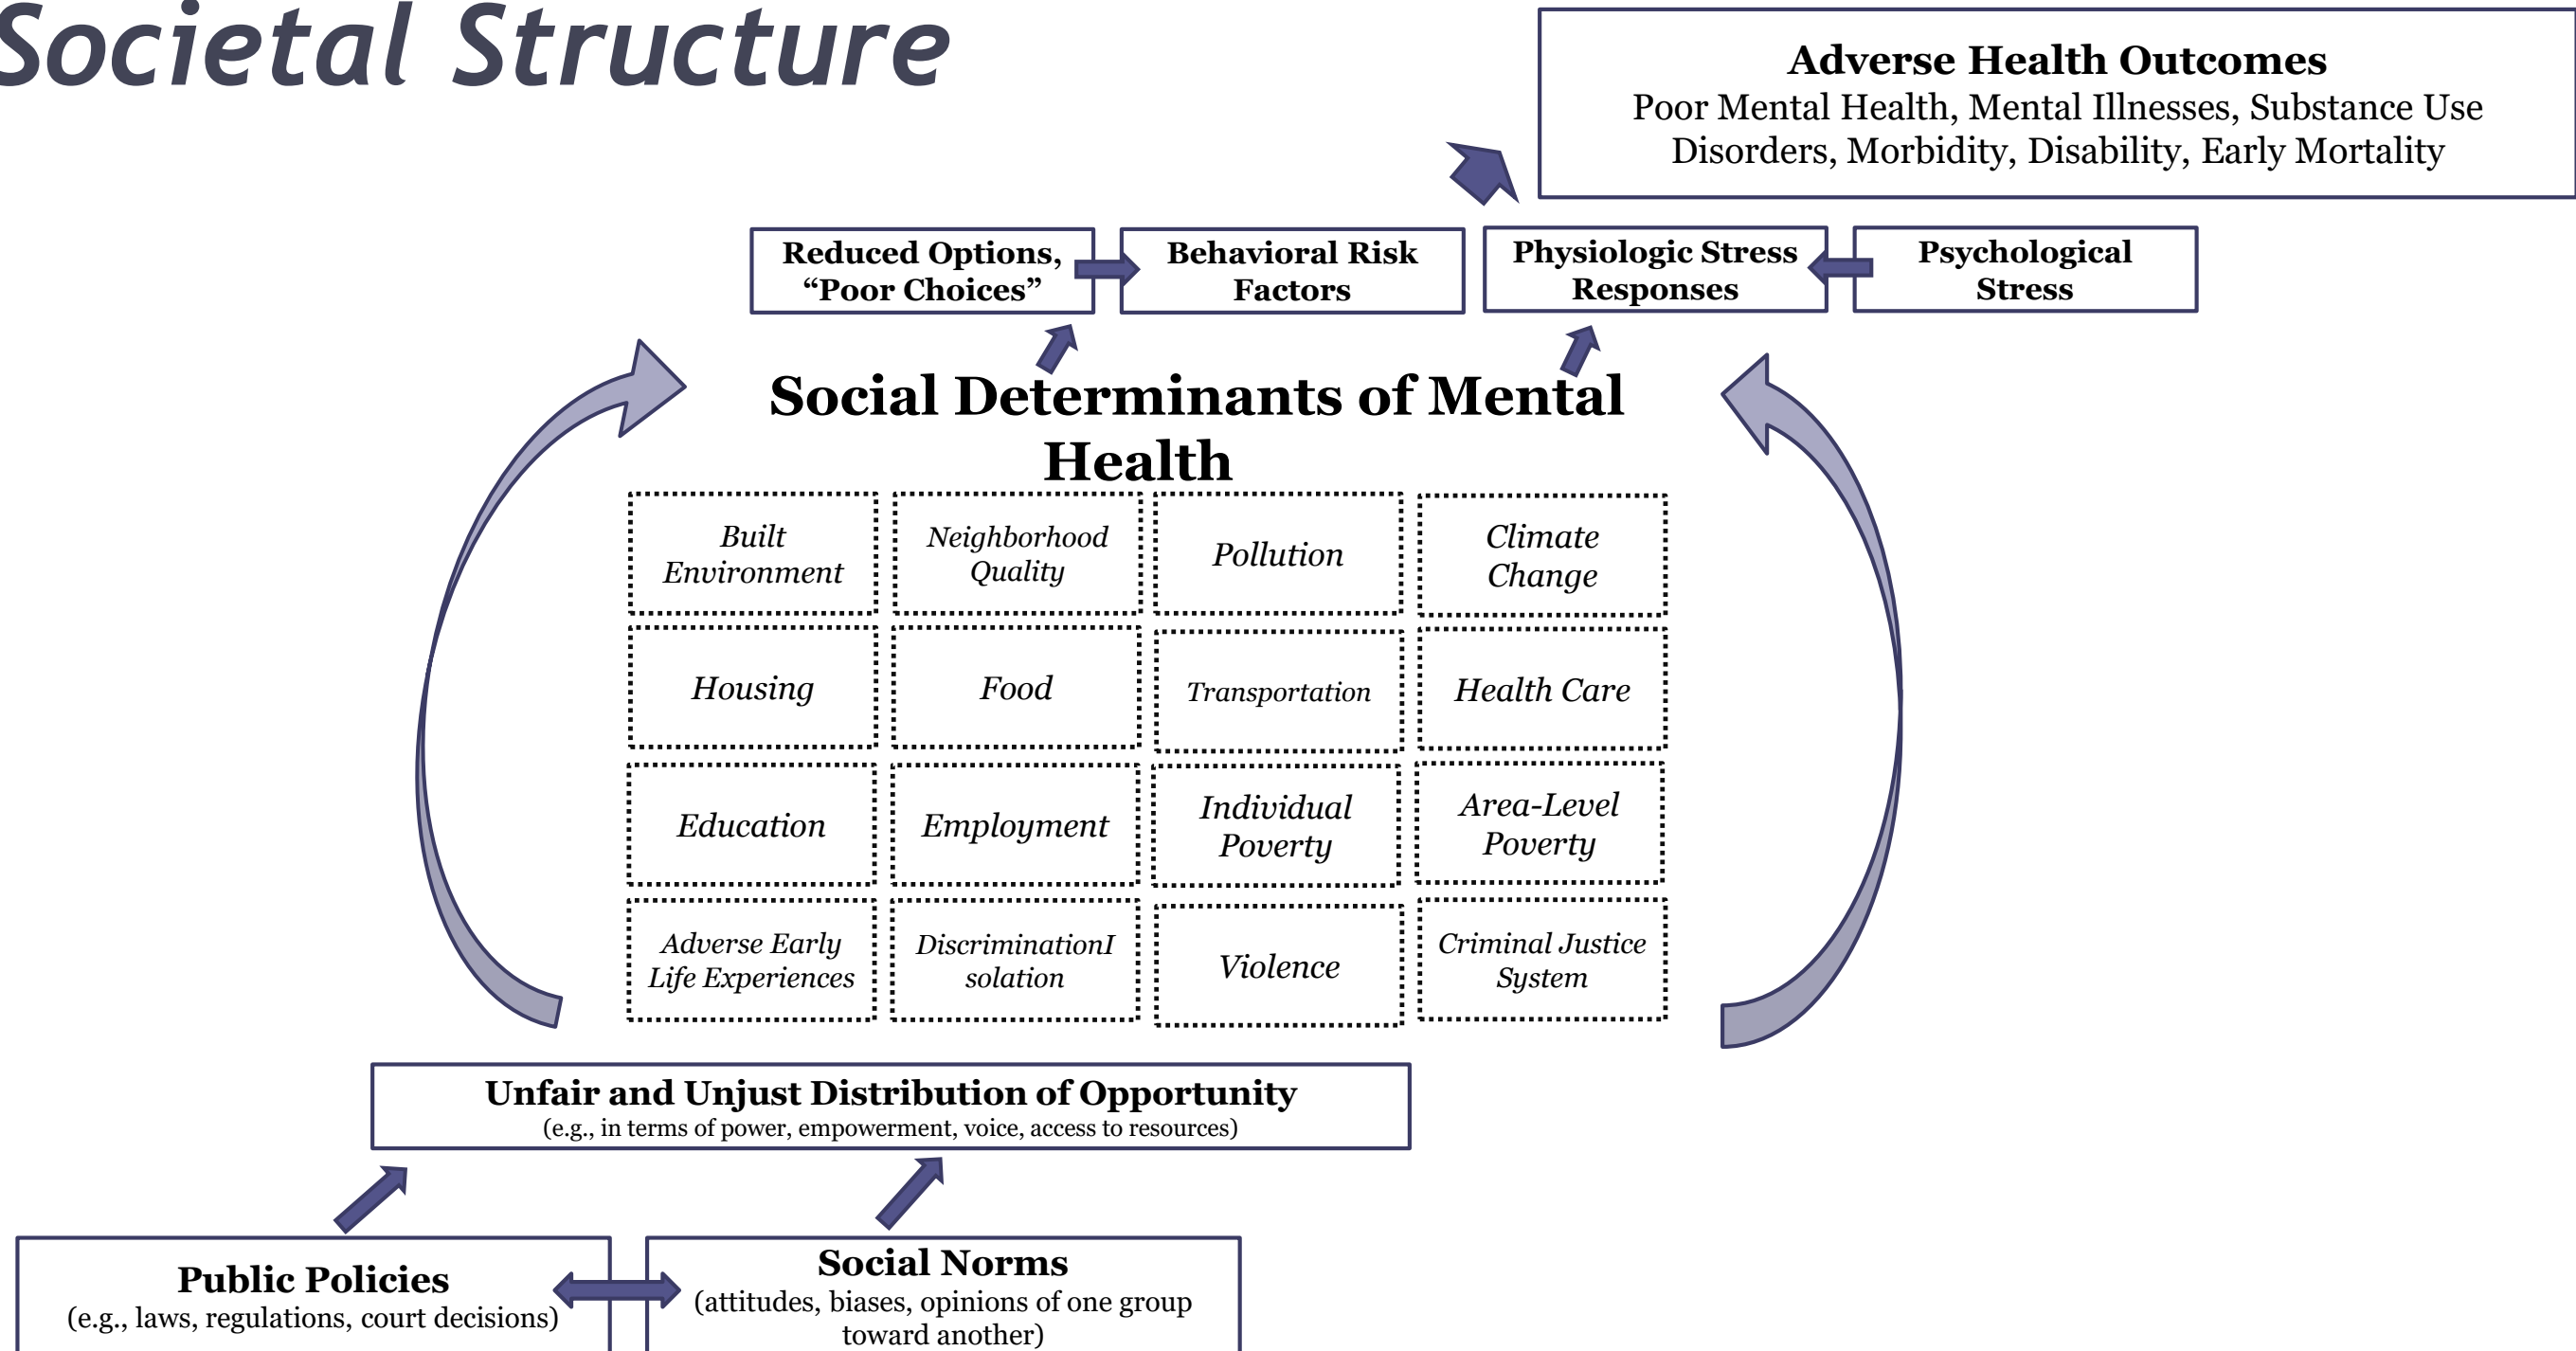 Societal Structure
Adverse Health Outcomes
Poor Mental Health, Mental Illnesses, Substance Use
Disorders, Morbidity, Disability, Early Mortality
Reduced Options,
“Poor Choices”
Behavioral Risk
Factors
Physiologic Stress
Responses
Psychological
Stress
Social Determinants of Mental
Health
Built
Environment
Neighborhood
Quality
Pollution
Climate
Change
Housing
Food
Transportation
Health Care
Education
Employment
Individual
Poverty
Area-Level
Poverty
Adverse Early
Life Experiences
DiscriminationI
solation
Violence
Criminal Justice
System
Unfair and Unjust Distribution of Opportunity
(e.g., in terms of power, empowerment, voice, access to resources)
Public Policies
(e.g., laws, regulations, court decisions)
Social Norms
(attitudes, biases, opinions of one group
toward another)